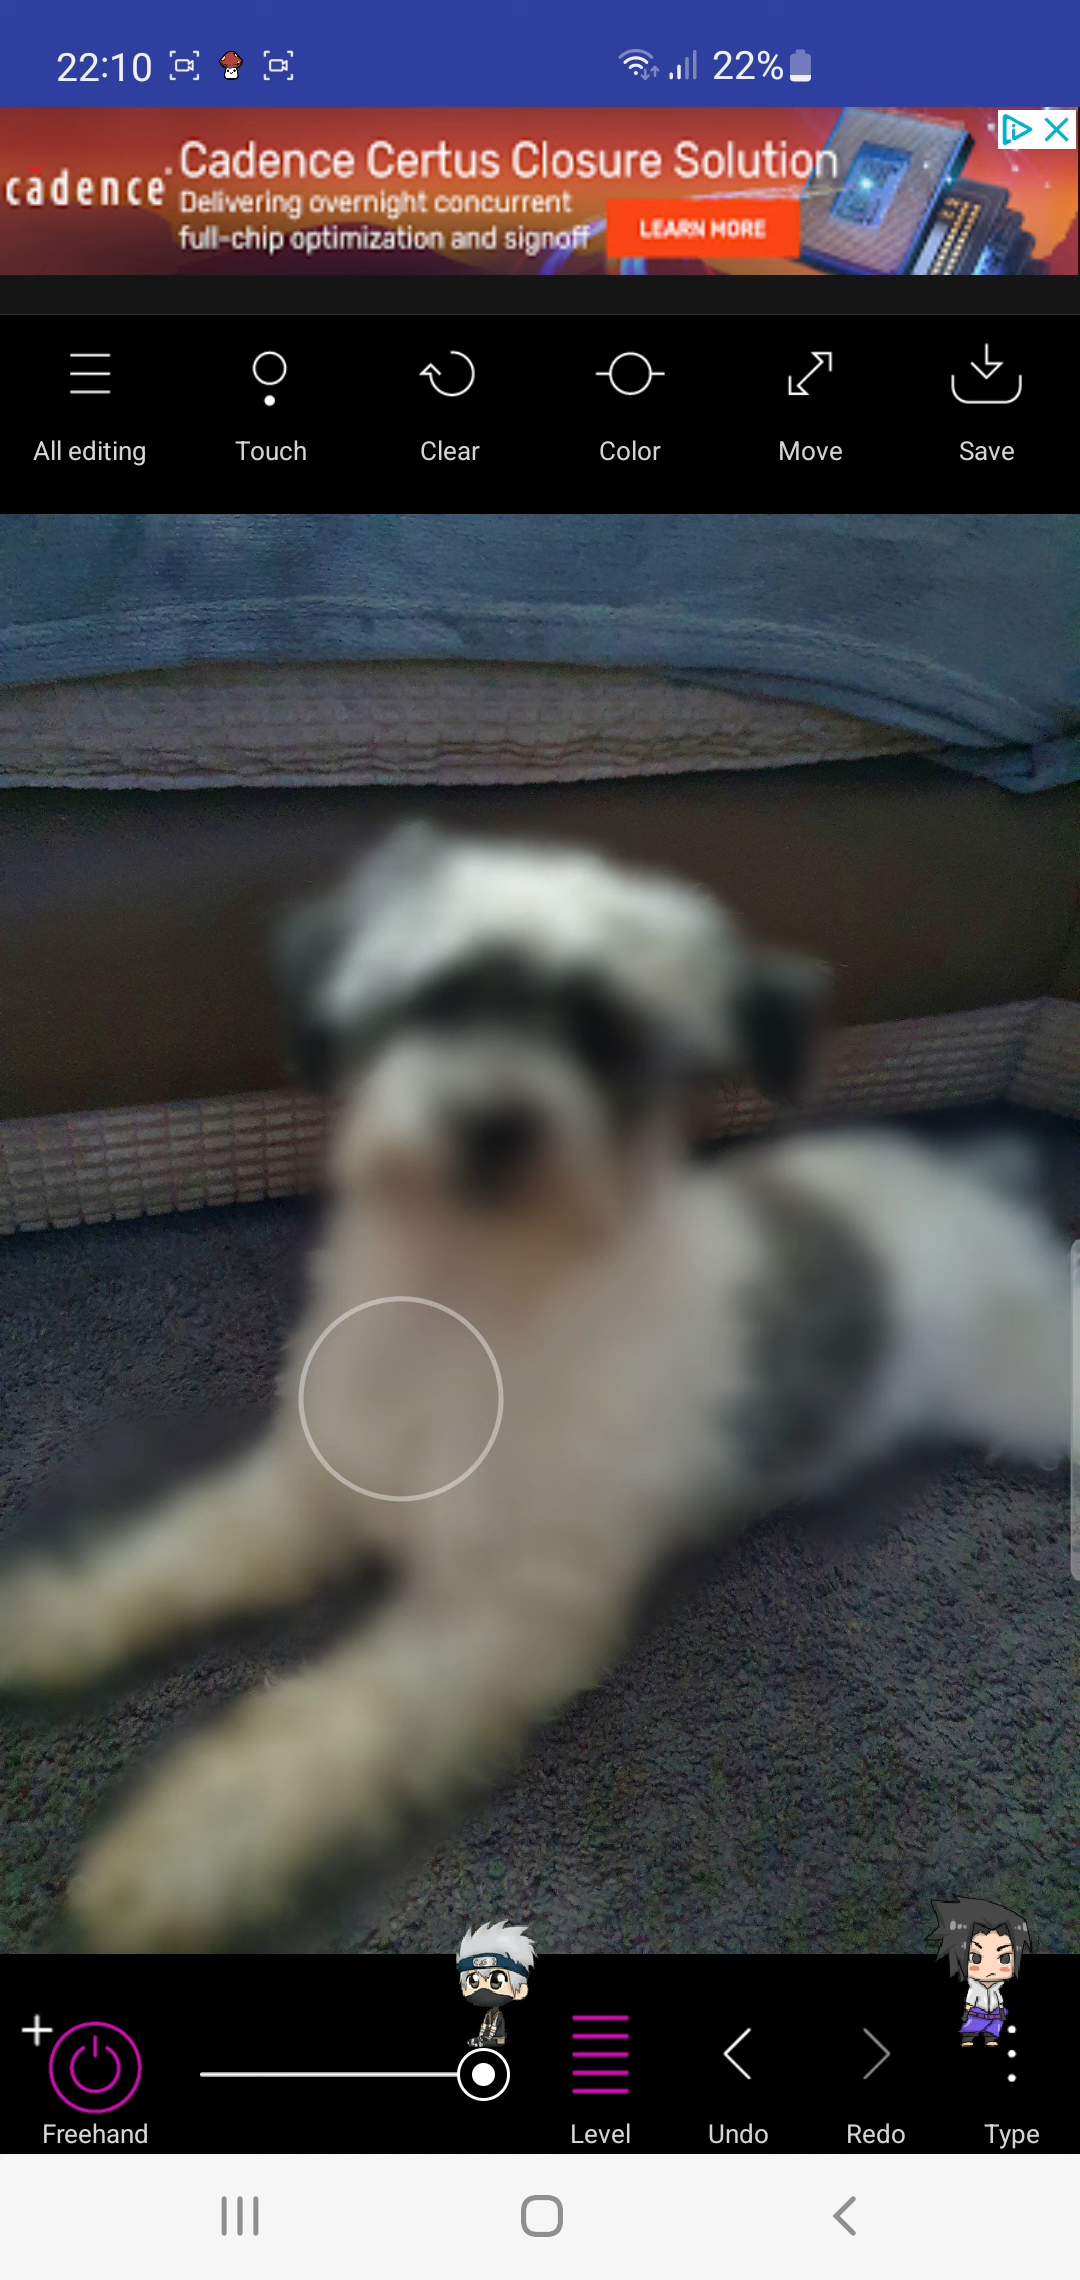 22:10
22%
cadence
Cadence Certus Closure Solution
Delivering overnight concurrent
full-chip optimization and signoff
LEARN MORE
All editing
Touch
Clear
Color
Move
Save
Freehand
Level
Undo
Redo
Type